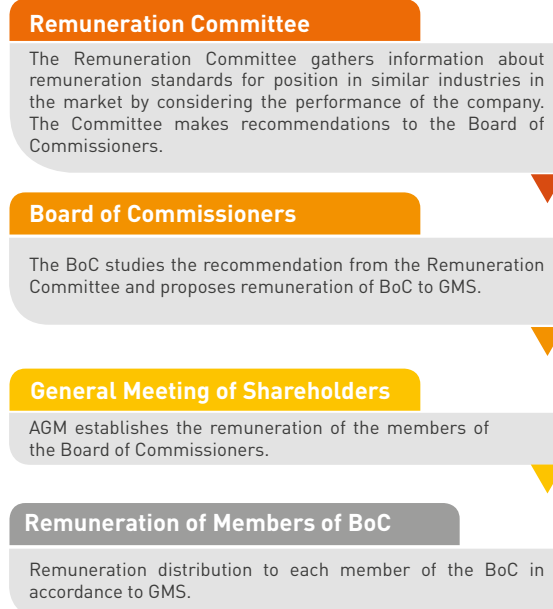 Remuneration Committee
The Remuneration Committee gathers information about
remuneration standards for position in similar industries in
the market by considering the performance of the company.
The Committee makes recommendations to the Board of
Commissioners.
Board of Commissioners
The BoC studies the recommendation from the Remuneration
Committee and proposes remuneration of BoC to GMS.
General Meeting of Shareholders
AGM establishes the remuneration of the members of
the Board of Commissioners.
Remuneration of Members of BoC
Remuneration distribution to each member of the BoC in
accordance to GMS.